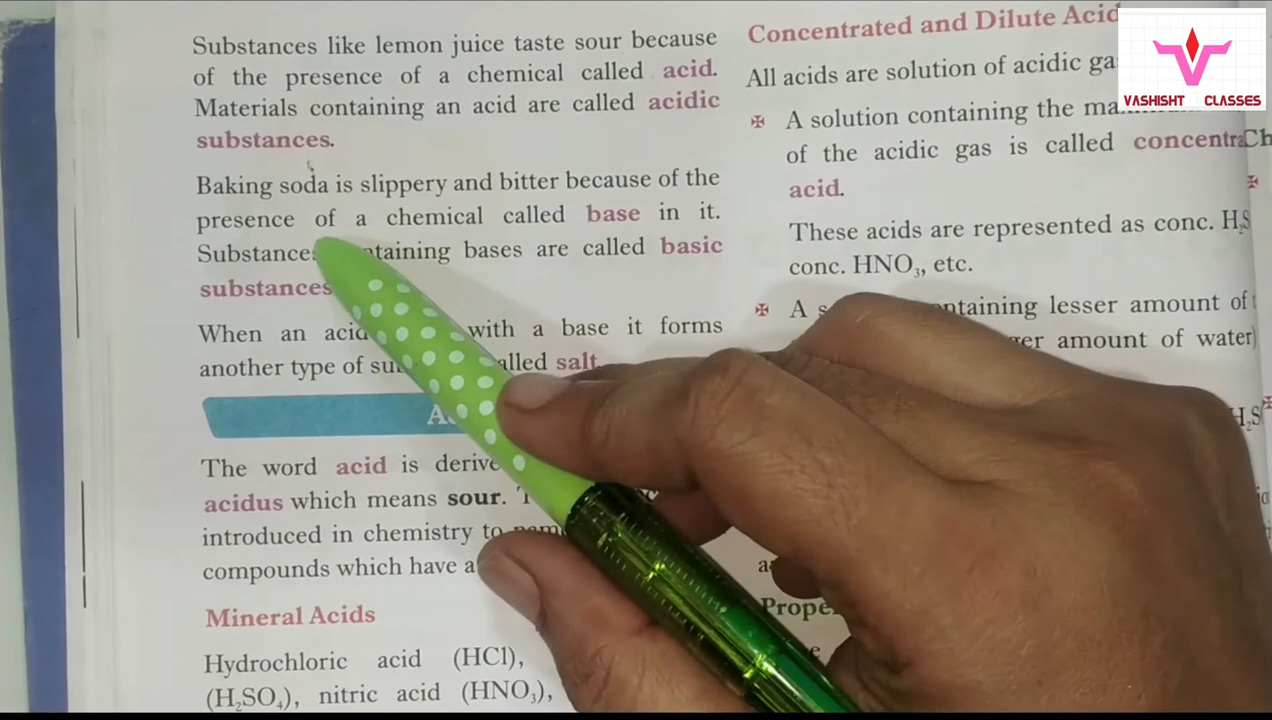 Substances like lemon juice taste sour because
of the presence of a chemical called acid.
Materials containing an acid are called acidic
substances.
Baking soda is slippery and bitter because of the
presence of a chemical called base in it.
Substances containing bases are called basic
substances
When an acid with a base it forms
another type of called salt.
The word acid is derive
acidus which means sour.
introduced in chemistry to name
compounds which have a
Mineral Acids
Hydrochloric acid (HCl),
(H₂SO₄), nitric acid (HNO₃),
Concentrated and Dilute Acid
All acids are solution of acidic ga
✠ A solution containing the
of the acidic gas is called concentra
acid.
These acids are represented as conc. H₂S
conc. HNO₃, etc.
✠ A containing lesser amount of
amount of water)
Prope
Ch
H₂S
VASHISHT CLASSES